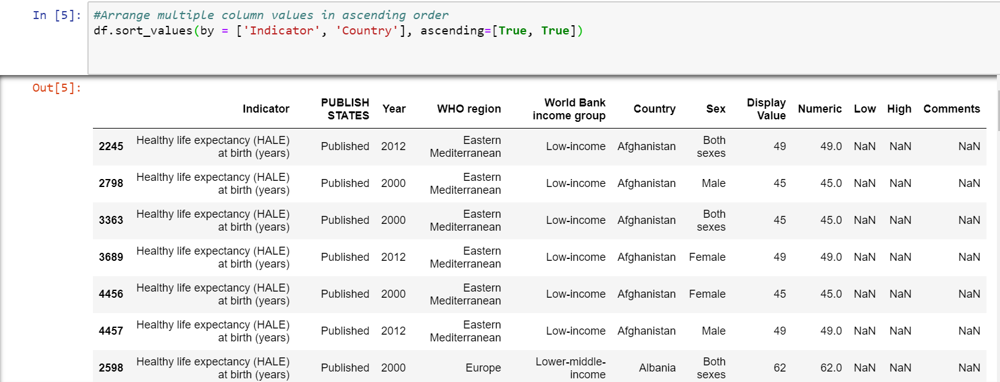 In [5]: #Arrange multiple column values in ascending order
df.sort_values(by = ['Indicator', 'Country'], ascending=[True, True])
Out[5]:
Indicator PUBLISH STATES Year WHO region World Bank income group Country Sex Display Value Numeric Low High Comments
2245 Healthy life expectancy (HALE) at birth (years) Published 2012 Eastern Mediterranean Low-income Afghanistan Both sexes 49 49.0 NaN NaN NaN
2798 Healthy life expectancy (HALE) at birth (years) Published 2000 Eastern Mediterranean Low-income Afghanistan Male 45 45.0 NaN NaN NaN
3363 Healthy life expectancy (HALE) at birth (years) Published 2000 Eastern Mediterranean Low-income Afghanistan Both sexes 45 45.0 NaN NaN NaN
3689 Healthy life expectancy (HALE) at birth (years) Published 2012 Eastern Mediterranean Low-income Afghanistan Female 49 49.0 NaN NaN NaN
4456 Healthy life expectancy (HALE) at birth (years) Published 2000 Eastern Mediterranean Low-income Afghanistan Female 45 45.0 NaN NaN NaN
4457 Healthy life expectancy (HALE) at birth (years) Published 2012 Eastern Mediterranean Low-income Afghanistan Male 49 49.0 NaN NaN NaN
2598 Healthy life expectancy (HALE) at birth (years) Published 2000 Europe Lower-middle-income Albania Both sexes 62 62.0 NaN NaN NaN